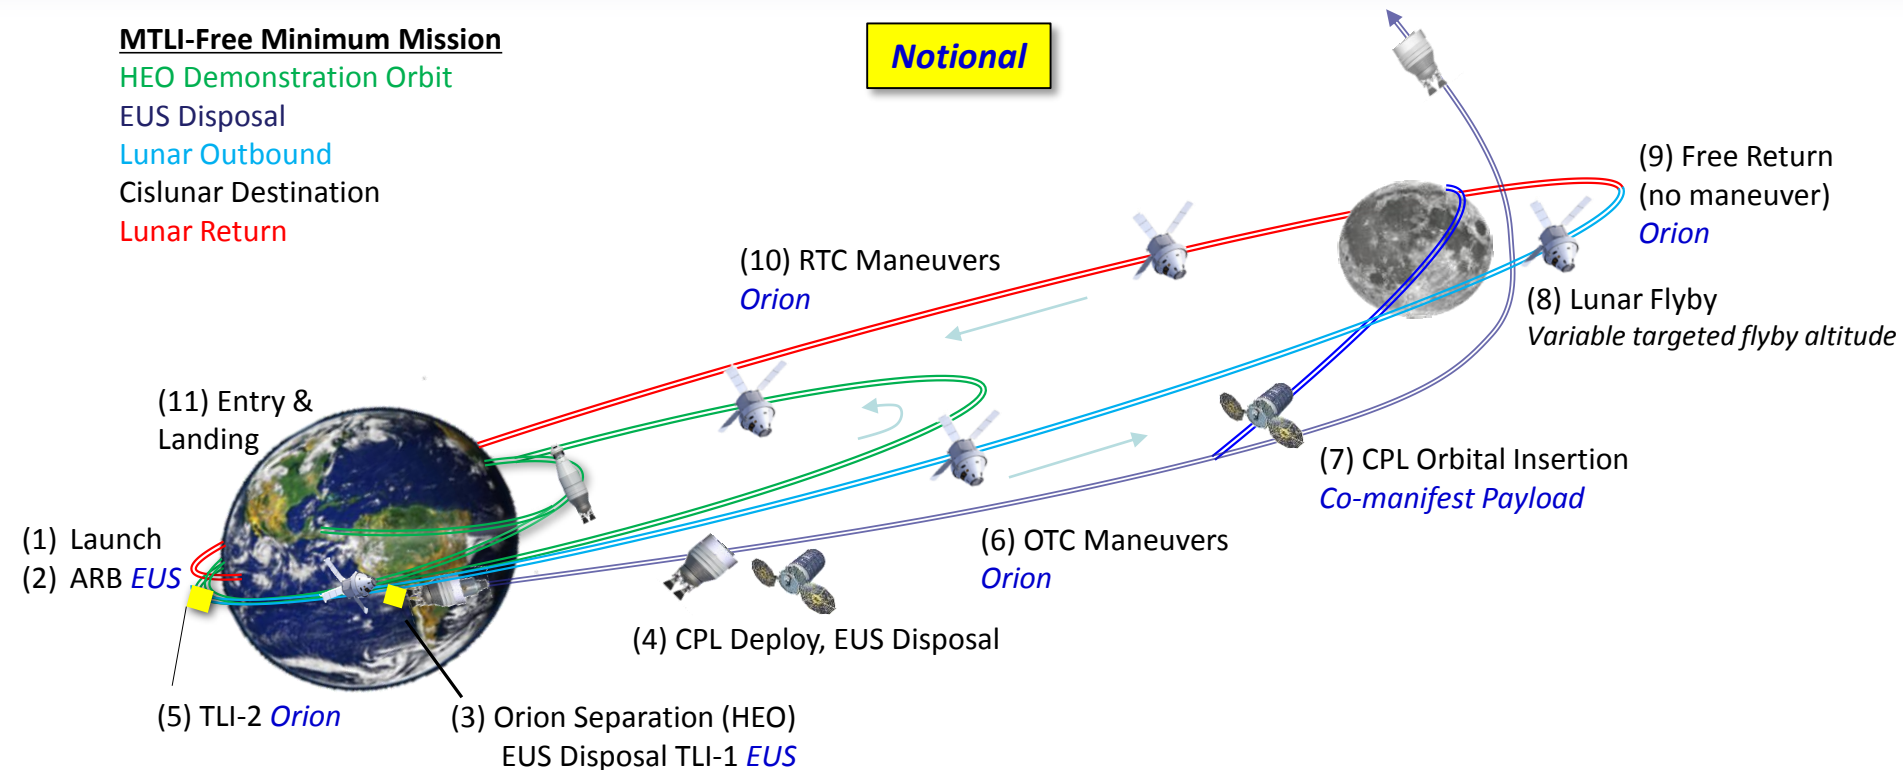 MTLI-Free Minimum Mission
HEO Demonstration Orbit
EUS Disposal
Lunar Outbound
Cislunar Destination
Lunar Return
Notional
(9) Free Return
(no maneuver)
Orion
(10) RTC Maneuvers
Orion
(8) Lunar Flyby
Variable targeted flyby altitude
(11) Entry &
Landing
(7) CPL Orbital Insertion
Co-manifest Payload
(1) Launch
(2) ARB EUS
(6) OTC Maneuvers
Orion
(4) CPL Deploy, EUS Disposal
(5) TLI-2 Orion
(3) Orion Separation (HEO)
EUS Disposal TLI-1 EUS